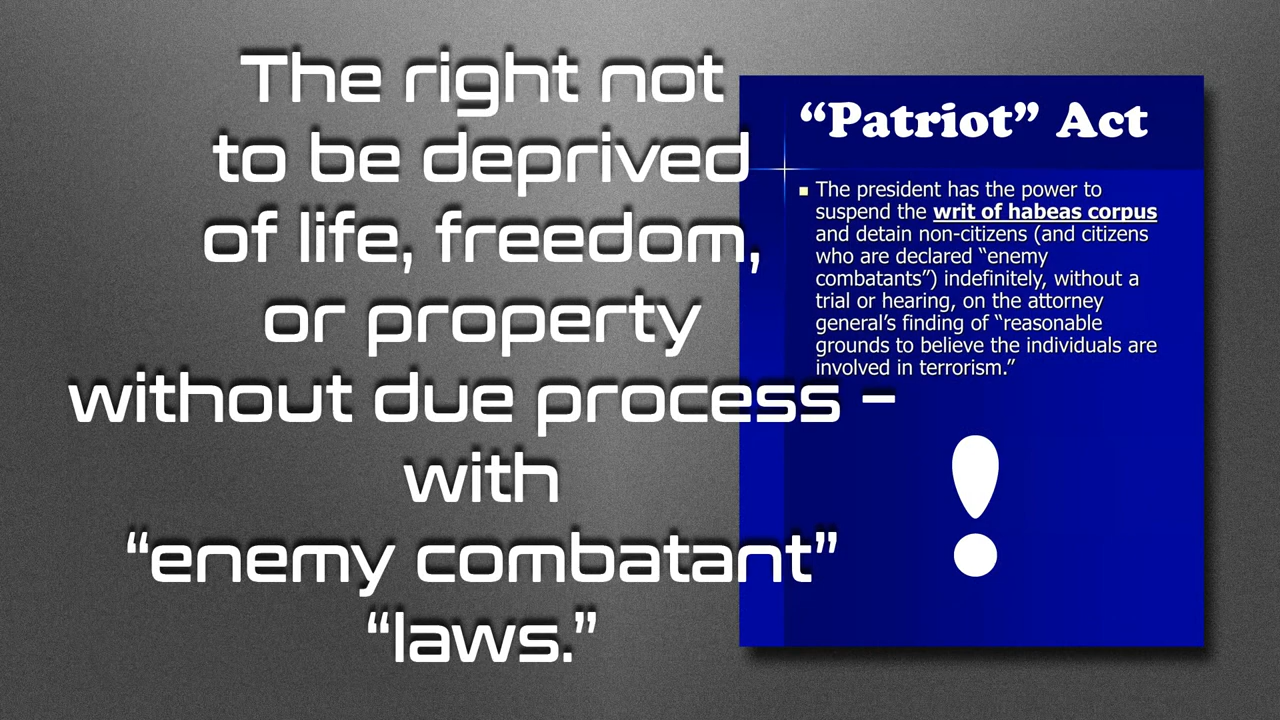 The right not
to be deprived
of life, freedom,
or property
without due process –
with
“enemy combatant”
“laws.”
“Patriot” Act
The president has the power to
suspend the writ of habeas corpus
and detain non-citizens (and citizens
who are declared “enemy
combatants”) indefinitely, without a
trial or hearing, on the attorney
general’s finding of “reasonable
grounds to believe the individuals are
involved in terrorism.”
!